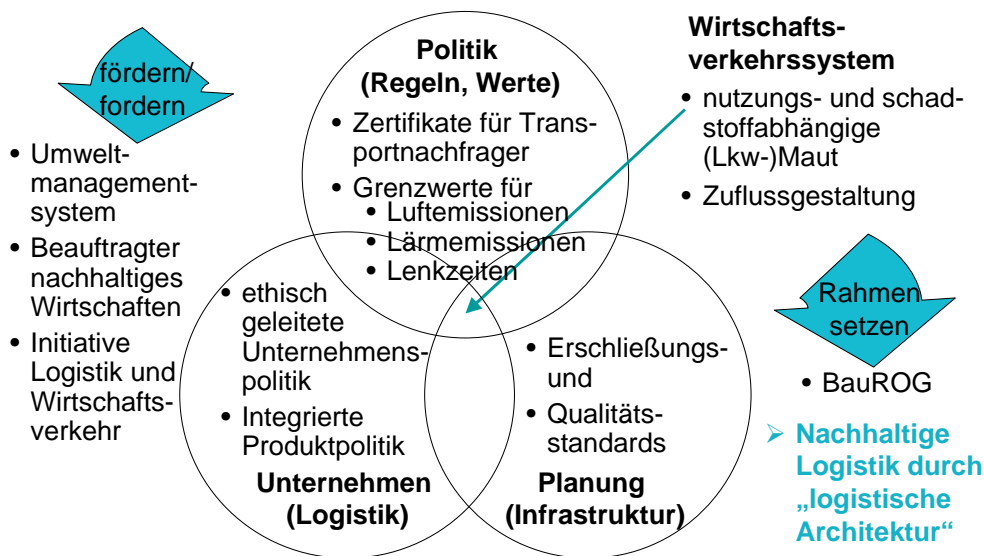 fördern/
fordern
• Umwelt-
management-
system
• Beauftragter
nachhaltiges
Wirtschaften
• Initiative
Logistik und
Wirtschafts-
verkehr
Politik
(Regeln, Werte)
• Zertifikate für Trans-
portnachfrager
• Grenzwerte für
• Luftemissionen
• Lärmemissionen
• Lenkzeiten
• ethisch
geleitete
Unternehmens-
politik
• Integrierte
Produktpolitik
Unternehmen
(Logistik)
• Erschließungs-
und
• Qualitäts-
standards
Planung
(Infrastruktur)
Wirtschafts-
verkehrssystem
• nutzungs- und schad-
stoffabhängige
(Lkw-)Maut
• Zuflussgestaltung
Rahmen
setzen
• BauROG
➢ Nachhaltige
Logistik durch
„logistische
Architektur“